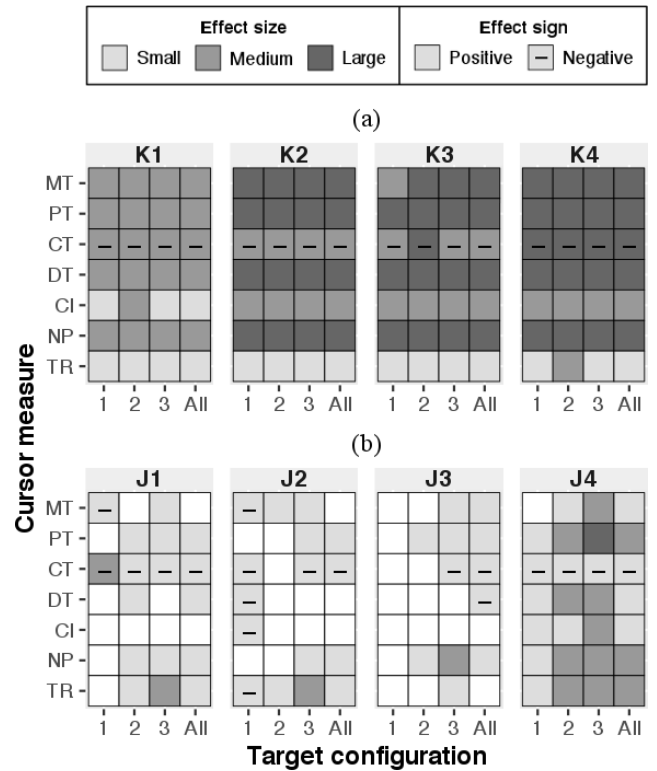 Effect size Effect sign
Small Medium Large Positive – Negative
(a)
K1 K2 K3 K4
MT
PT
CT – – – – – – – – – – – – – – – –
DT
CI
NP
TR
1 2 3 All 1 2 3 All 1 2 3 All 1 2 3 All
(b)
Cursor measure
J1 J2 J3 J4
MT – –
PT
CT – – – – – – – – – – – – –
DT – –
CI –
NP
TR –
1 2 3 All 1 2 3 All 1 2 3 All 1 2 3 All
Target configuration